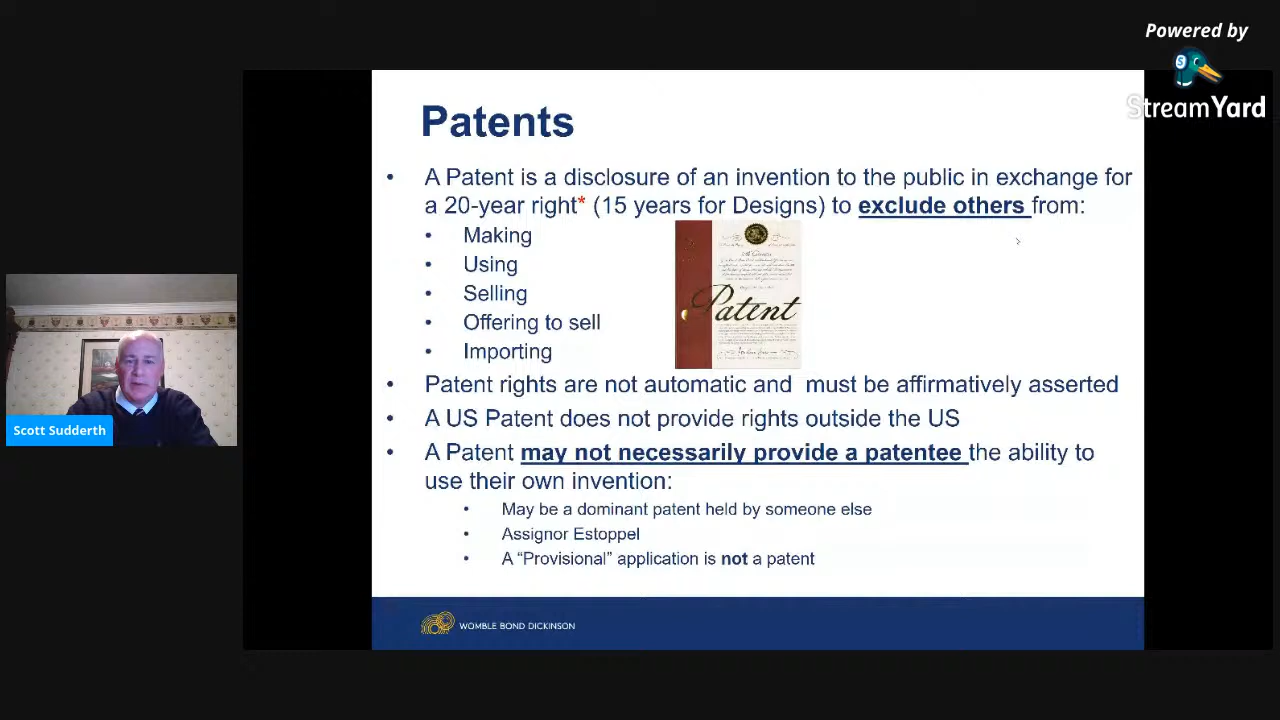 Powered by
StreamYard
Patents
• A Patent is a disclosure of an invention to the public in exchange for
a 20-year right* (15 years for Designs) to exclude others from:
• Making
• Using
• Selling
• Offering to sell
• Importing
Patent
• Patent rights are not automatic and must be affirmatively asserted
• A US Patent does not provide rights outside the US
• A Patent may not necessarily provide a patentee the ability to
use their own invention:
• May be a dominant patent held by someone else
• Assignor Estoppel
• A “Provisional” application is not a patent
Scott Sudderth
WOMBLE BOND DICKINSON